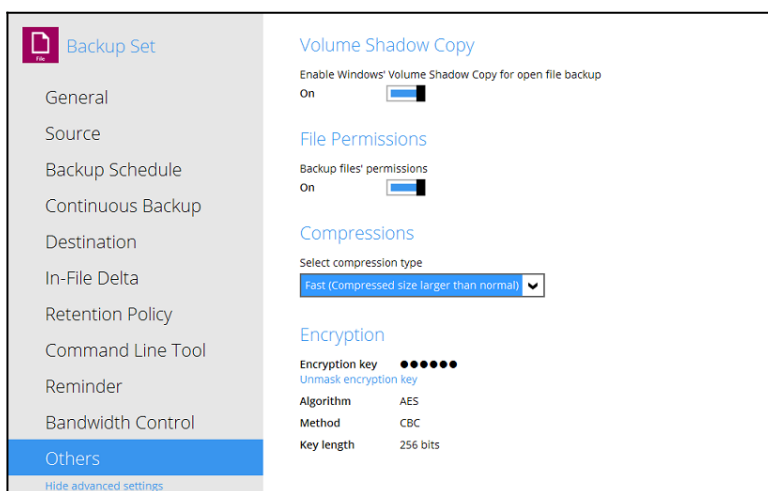 File
Backup Set
General
Source
Backup Schedule
Continuous Backup
Destination
In-File Delta
Retention Policy
Command Line Tool
Reminder
Bandwidth Control
Others
Hide advanced settings
Volume Shadow Copy
Enable Windows' Volume Shadow Copy for open file backup
On
File Permissions
Backup files' permissions
On
Compressions
Select compression type
Fast (Compressed size larger than normal)
Encryption
Encryption key ●●●●●●
Unmask encryption key
Algorithm AES
Method CBC
Key length 256 bits